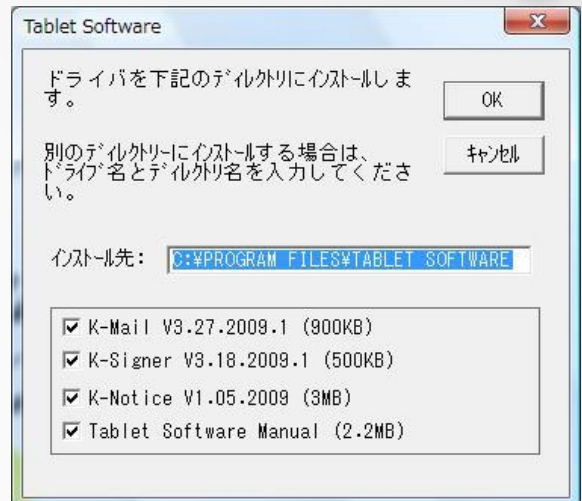 Tablet Software
ドライバを下記のディレクトリにインストールしま
す。
OK
別のディレクトリーにインストールする場合は、
ドライブ名とディレクトリ名を入力してくださ
い。
キャンセル
インストール先: C:¥PROGRAM FILES¥TABLET SOFTWARE
K-Mail V3.27.2009.1 (900KB)
K-Signer V3.18.2009.1 (500KB)
K-Notice V1.05.2009 (3MB)
Tablet Software Manual (2.2MB)